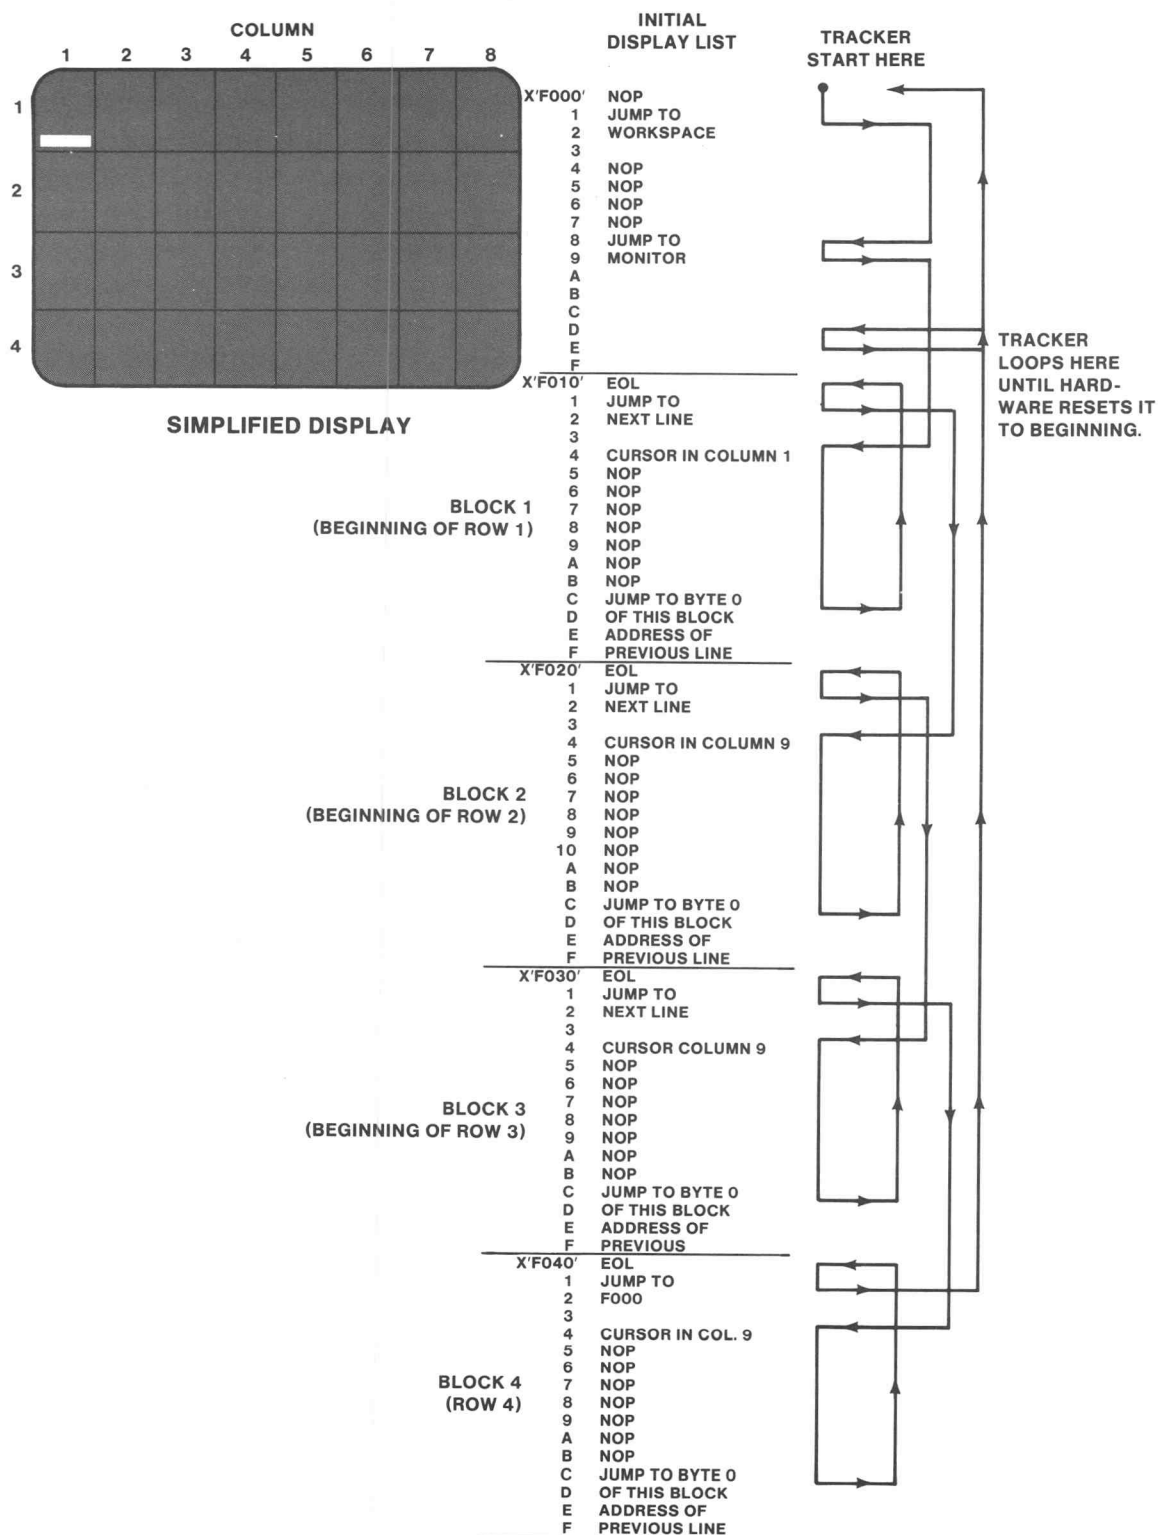 COLUMN
1 2 3 4 5 6 7 8
1
2
3
4
SIMPLIFIED DISPLAY
INITIAL
DISPLAY LIST
TRACKER
START HERE
X'F000' NOP
1 JUMP TO
2 WORKSPACE
3
4 NOP
5 NOP
6 NOP
7 NOP
8 JUMP TO
9 MONITOR
A
B
C
D
E
F
TRACKER
LOOPS HERE
UNTIL HARD-
WARE RESETS IT
TO BEGINNING.
BLOCK 1
(BEGINNING OF ROW 1)
X'F010' EOL
1 JUMP TO
2 NEXT LINE
3
4 CURSOR IN COLUMN 1
5 NOP
6 NOP
7 NOP
8 NOP
9 NOP
A NOP
B NOP
C JUMP TO BYTE 0
D OF THIS BLOCK
E ADDRESS OF
F PREVIOUS LINE
BLOCK 2
(BEGINNING OF ROW 2)
X'F020' EOL
1 JUMP TO
2 NEXT LINE
3
4 CURSOR IN COLUMN 9
5 NOP
6 NOP
7 NOP
8 NOP
9 NOP
10 NOP
A NOP
B NOP
C JUMP TO BYTE 0
D OF THIS BLOCK
E ADDRESS OF
F PREVIOUS LINE
BLOCK 3
(BEGINNING OF ROW 3)
X'F030' EOL
1 JUMP TO
2 NEXT LINE
3
4 CURSOR COLUMN 9
5 NOP
6 NOP
7 NOP
8 NOP
9 NOP
A NOP
B NOP
C JUMP TO BYTE 0
D OF THIS BLOCK
E ADDRESS OF
F PREVIOUS
BLOCK 4
(ROW 4)
X'F040' EOL
1 JUMP TO
2 F000
3
4 CURSOR IN COL. 9
5 NOP
6 NOP
7 NOP
8 NOP
9 NOP
A NOP
B NOP
C JUMP TO BYTE 0
D OF THIS BLOCK
E ADDRESS OF
F PREVIOUS LINE